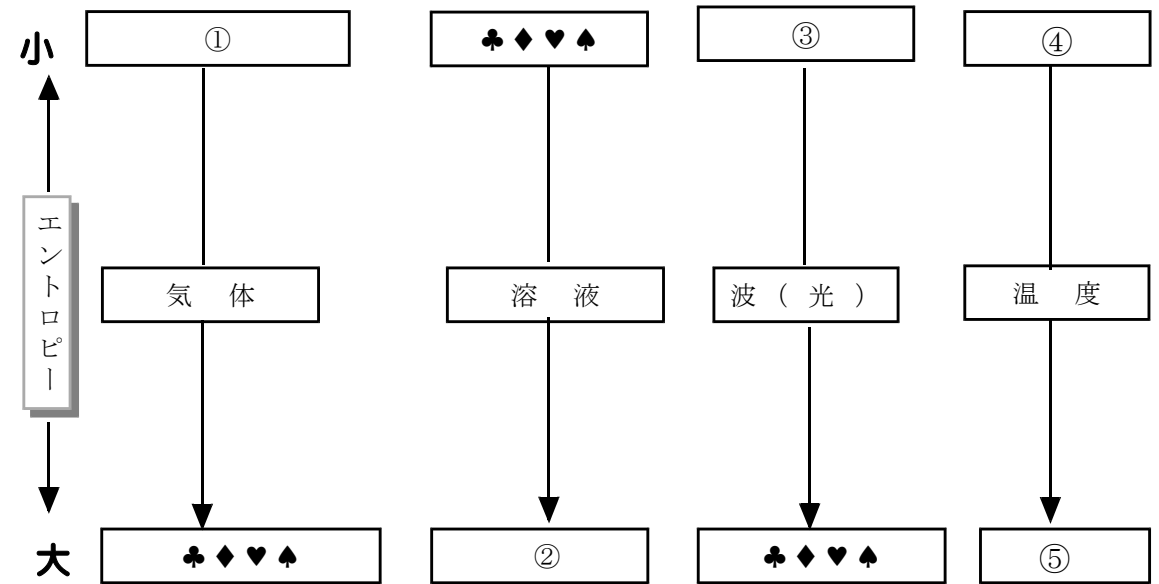 小 ① ♣♦♥♠ ③ ④
エントロピー
気 体 溶 液 波 ( 光 ) 温 度
大 ♣♦♥♠ ② ♣♦♥♠ ⑤